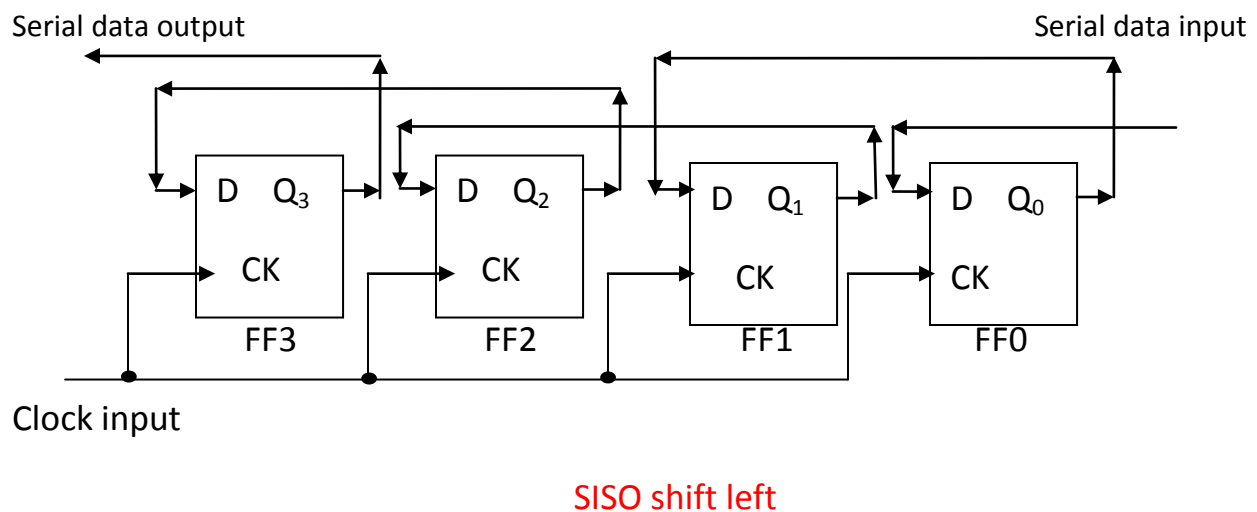 Serial data output Serial data input
D Q₃ D Q₂ D Q₁ D Q₀
CK CK CK CK
FF3 FF2 FF1 FF0
Clock input
SISO shift left